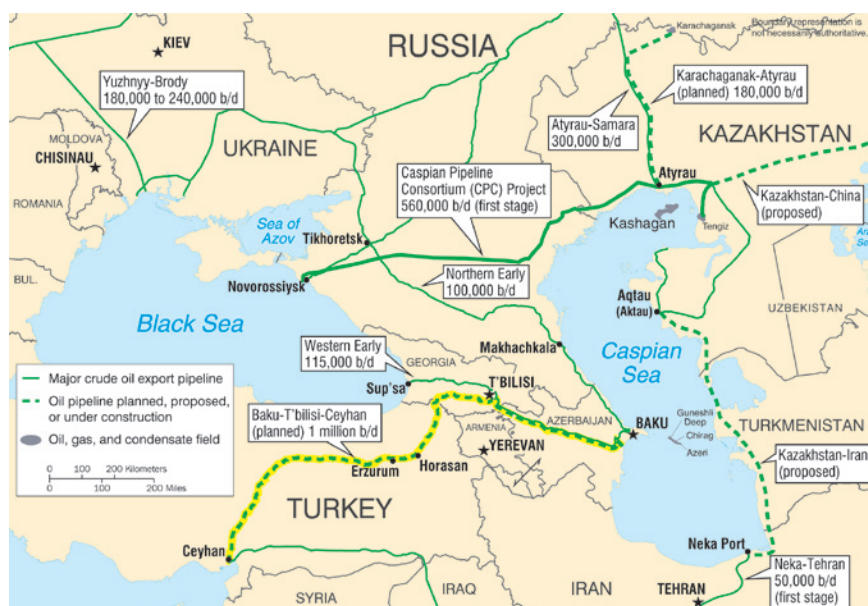 Karachaganak
Boundary representation is
not necessarily authoritative.
KIEV
RUSSIA
Yuzhnyy-Brody
180,000 to 240,000 b/d
Karachaganak-Atyrau
(planned) 180,000 b/d
Atyrau-Samara
300,000 b/d
KAZAKHSTAN
MOLDOVA
CHISINAU
UKRAINE
Caspian Pipeline
Consortium (CPC) Project
560,000 b/d (first stage)
Atyrau
Kazakhstan-China
(proposed)
ROMANIA
Sea of
Azov
Tikhoretsk
Kashagan
Tengiz
BUL.
Novorossiysk
Northern Early
100,000 b/d
Aqtau
(Aktau)
UZBEKISTAN
Black Sea
Western Early
115,000 b/d
Makhachkala
Caspian
Sea
GEORGIA
Sup'sa
T'BILISI
Major crude oil export pipeline
Oil pipeline planned, proposed,
or under construction
Oil, gas, and condensate field
0 100 200 Kilometers
0 100 200 Miles
Baku-T'bilisi-Ceyhan
(planned) 1 million b/d
ARMENIA
AZERBAIJAN
YEREVAN
BAKU
Guneshli
Deep
Chirag
Azeri
TURKMENISTAN
Kazakhstan-Iran
(proposed)
Erzurum
Horasan
TURKEY
Ceyhan
Neka Port
Neka-Tehran
50,000 b/d
(first stage)
SYRIA
IRAQ
IRAN
TEHRAN